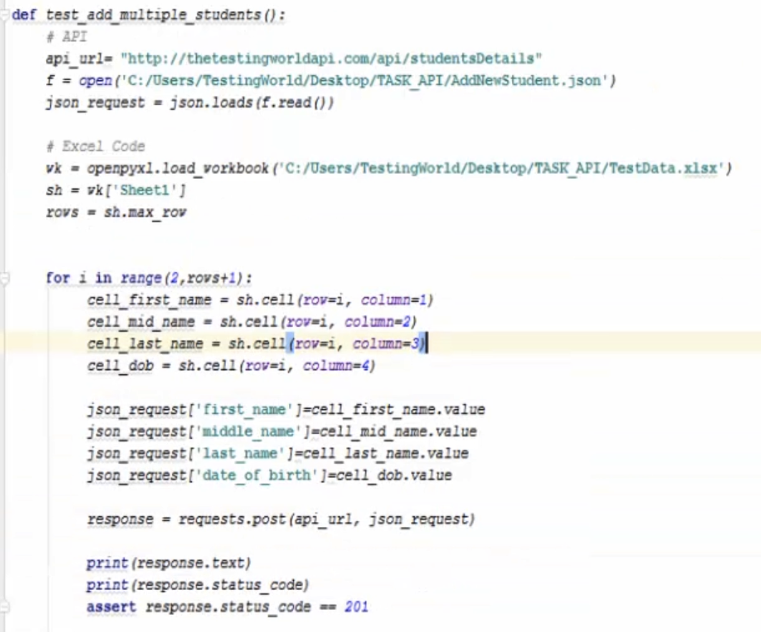 def test_add_multiple_students():
# API
api_url= "http://thetestingworldapi.com/api/studentsDetails"
f = open('C:/Users/TestingWorld/Desktop/TASK_API/AddNewStudent.json')
json_request = json.loads(f.read())
# Excel Code
vk = openpyxl.load_workbook('C:/Users/TestingWorld/Desktop/TASK_API/TestData.xlsx')
sh = vk['Sheet1']
rows = sh.max_row
for i in range(2,rows+1):
cell_first_name = sh.cell(row=i, column=1)
cell_mid_name = sh.cell(row=i, column=2)
cell_last_name = sh.cell(row=i, column=3)
cell_dob = sh.cell(row=i, column=4)
json_request['first_name']=cell_first_name.value
json_request['middle_name']=cell_mid_name.value
json_request['last_name']=cell_last_name.value
json_request['date_of_birth']=cell_dob.value
response = requests.post(api_url, json_request)
print(response.text)
print(response.status_code)
assert response.status_code == 201